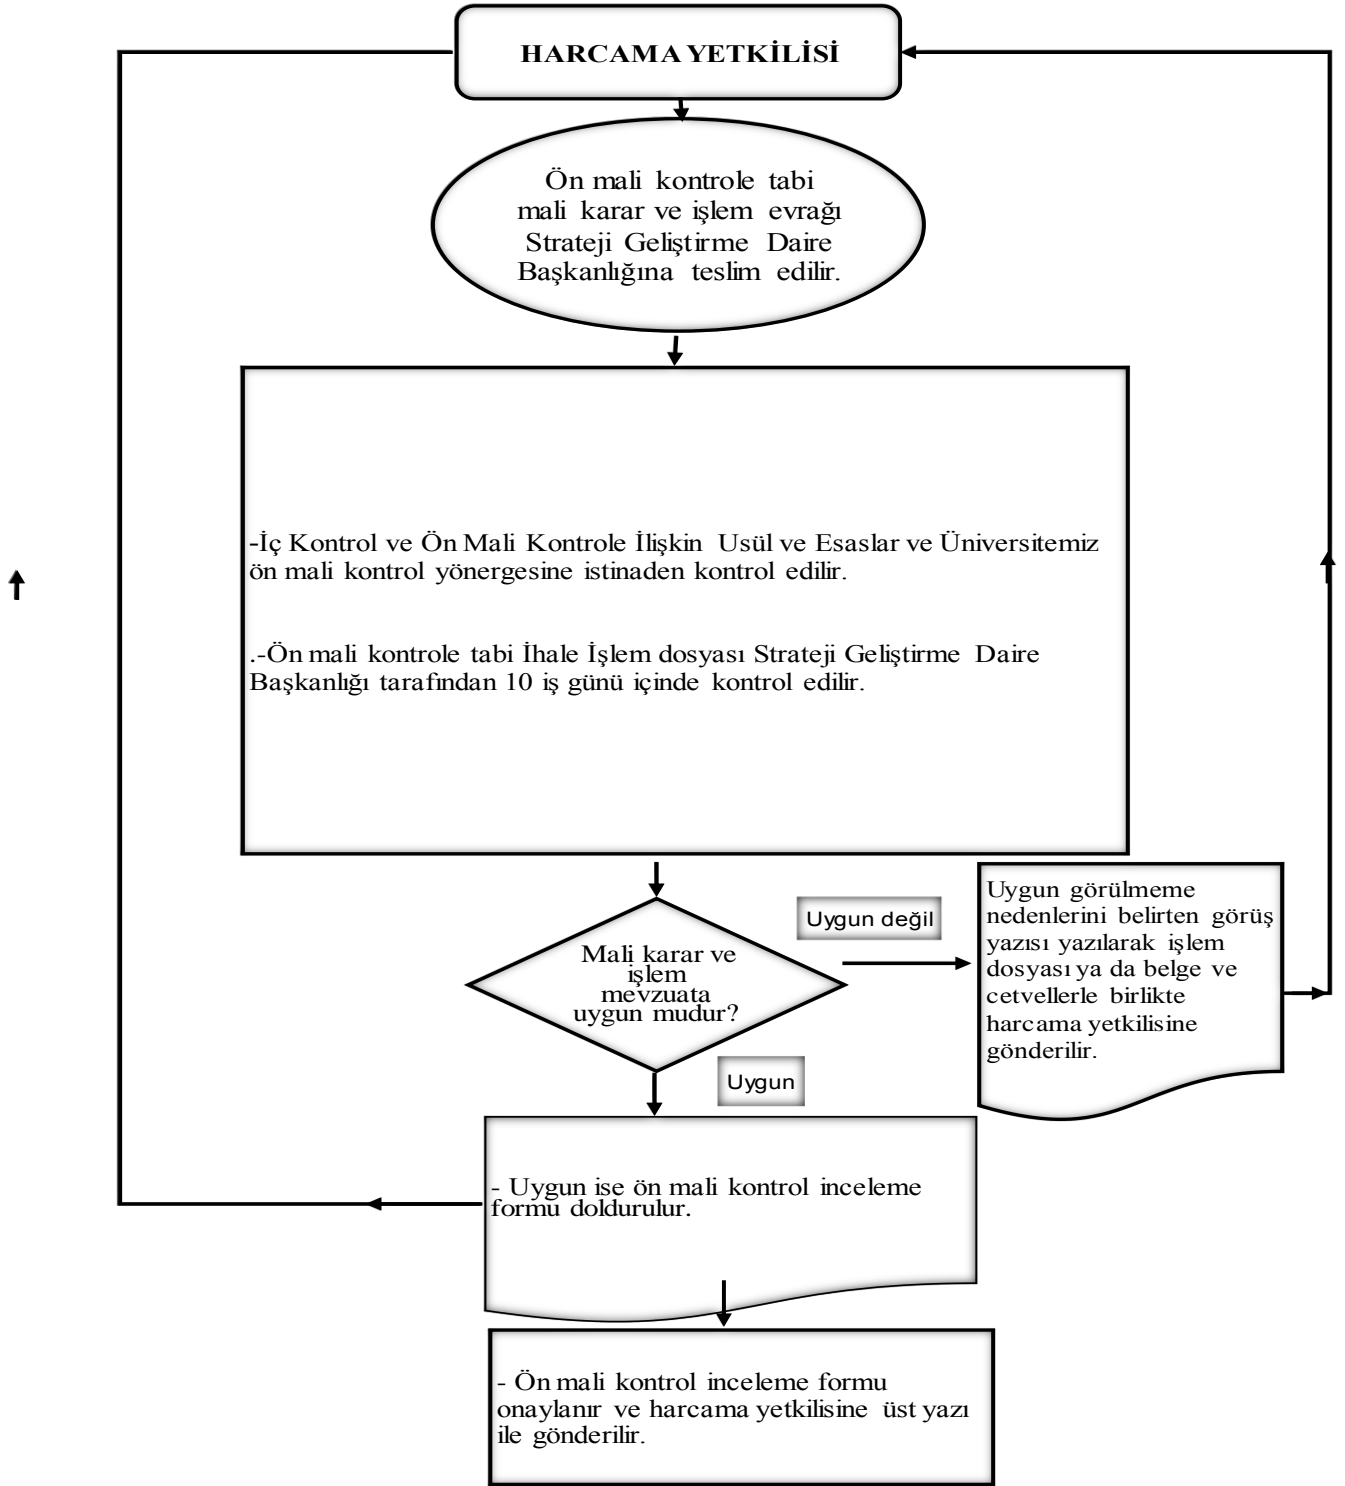 HARCAMA YETKİLİSİ
Ön mali kontrole tabi
mali karar ve işlem evrağı
Strateji Geliştirme Daire
Başkanlığına teslim edilir.
-İç Kontrol ve Ön Mali Kontrole İlişkin Usül ve Esaslar ve Üniversitemiz
ön mali kontrol yönergesine istinaden kontrol edilir.
.-Ön mali kontrole tabi İhale İşlem dosyası Strateji Geliştirme Daire
Başkanlığı tarafından 10 iş günü içinde kontrol edilir.
Mali karar ve
işlem
mevzuata
uygun mudur?
Uygun değil
Uygun görülmeme
nedenlerini belirten görüş
yazısı yazılarak işlem
dosyası ya da belge ve
cetvellerle birlikte
harcama yetkilisine
gönderilir.
Uygun
- Uygun ise ön mali kontrol inceleme
formu doldurulur.
- Ön mali kontrol inceleme formu
onaylanır ve harcama yetkilisine üst yazı
ile gönderilir.